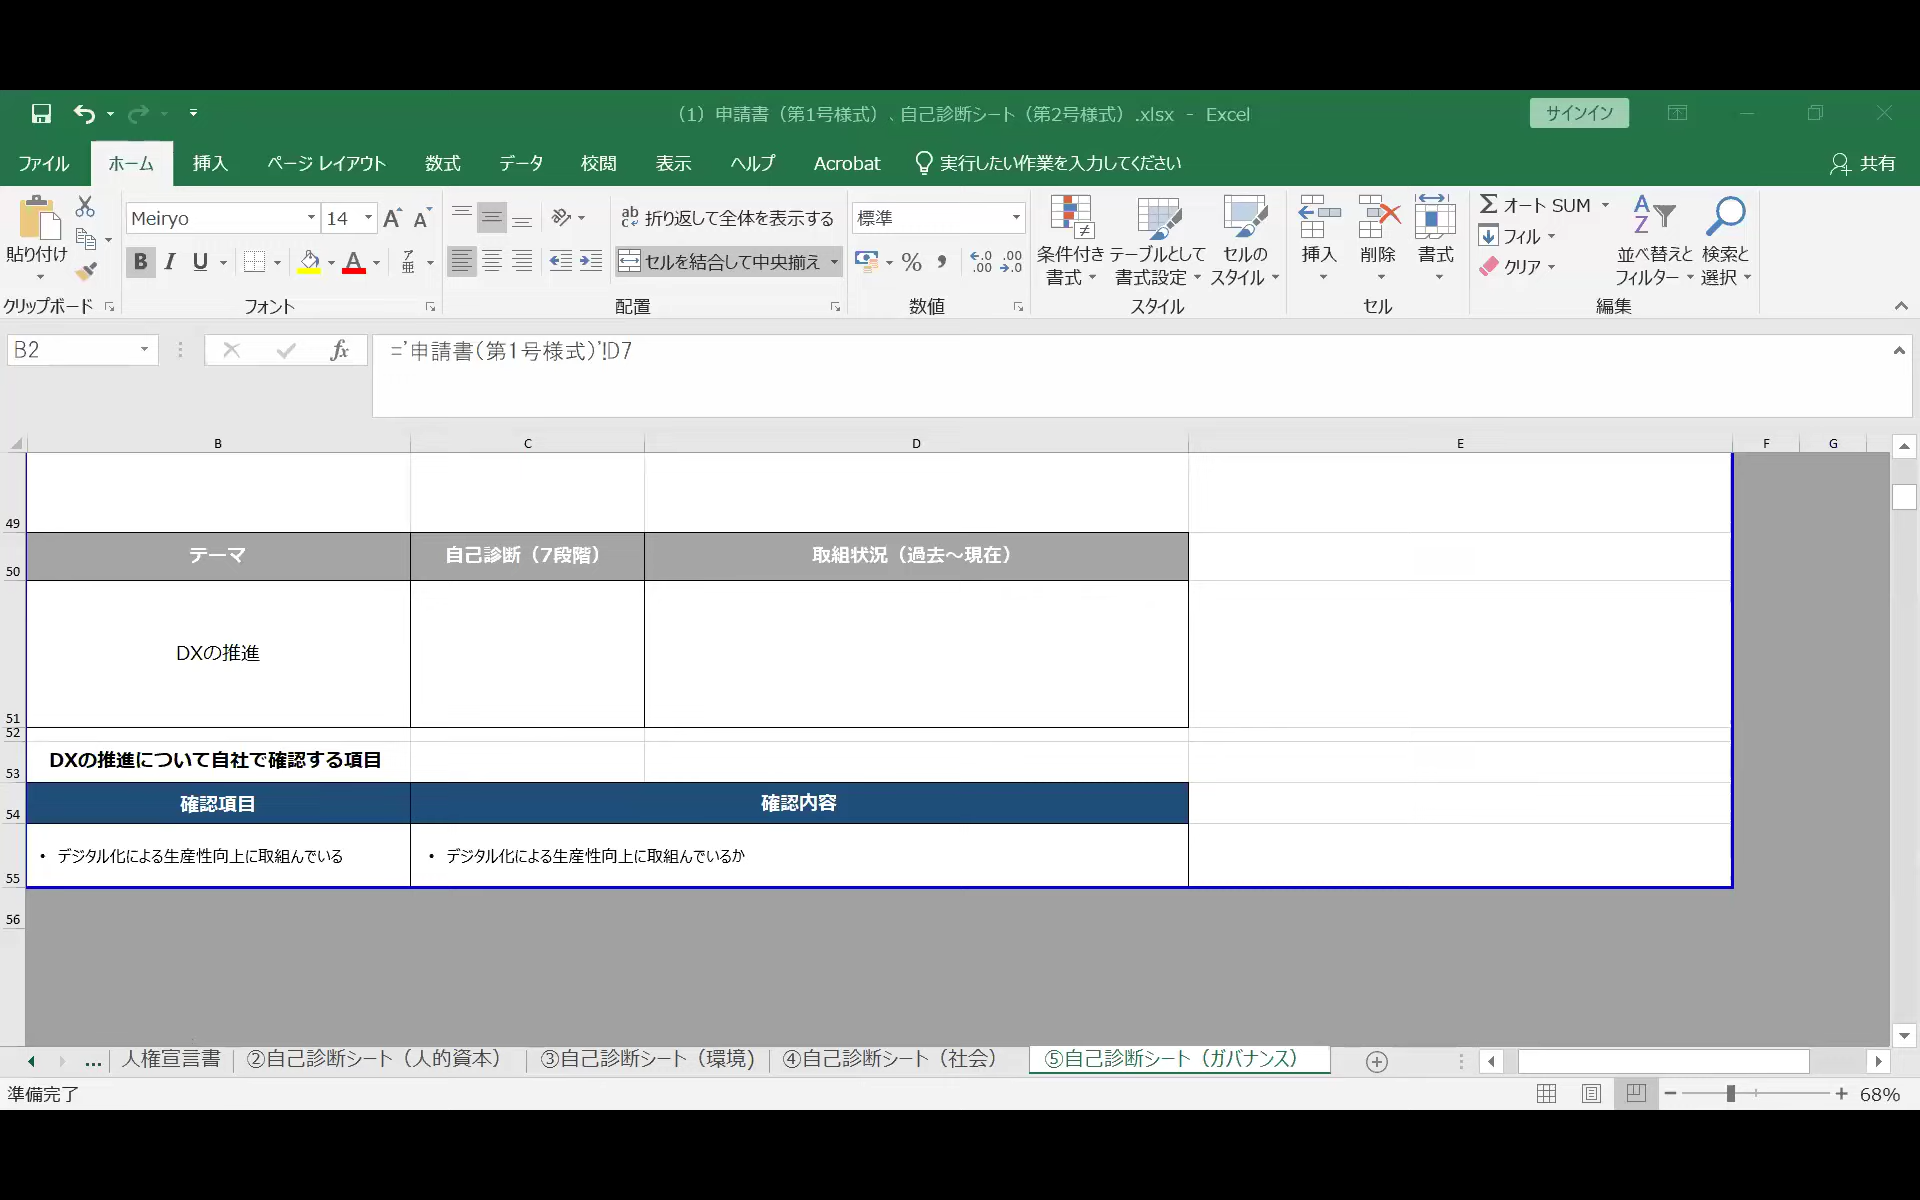 (1) 申請書（第1号様式）、自己診断シート（第2号様式）.xlsx - Excel
サインイン
ファイル ホーム 挿入 ページ レイアウト 数式 データ 校閲 表示 ヘルプ Acrobat 実行したい作業を入力してください 共有
貼り付け
クリップボード
Meiryo 14
B I U
ア亜
フォント
折り返して全体を表示する
セルを結合して中央揃え
配置
標準
数値
条件付き書式
テーブルとして書式設定
セルのスタイル
スタイル
挿入 削除 書式
セル
Σ オート SUM
フィル
クリア
並べ替えとフィルター
検索と選択
編集
B2
fx
='申請書（第1号様式）'!D7
B C D E F G
49
50 テーマ 自己診断（7段階） 取組状況（過去～現在）
51 DXの推進
52
53 DXの推進について自社で確認する項目
54 確認項目 確認内容
55 • デジタル化による生産性向上に取組んでいる • デジタル化による生産性向上に取組んでいるか
56
... 人権宣言書 ②自己診断シート（人的資本） ③自己診断シート（環境） ④自己診断シート（社会） ⑤自己診断シート（ガバナンス）
準備完了
68%